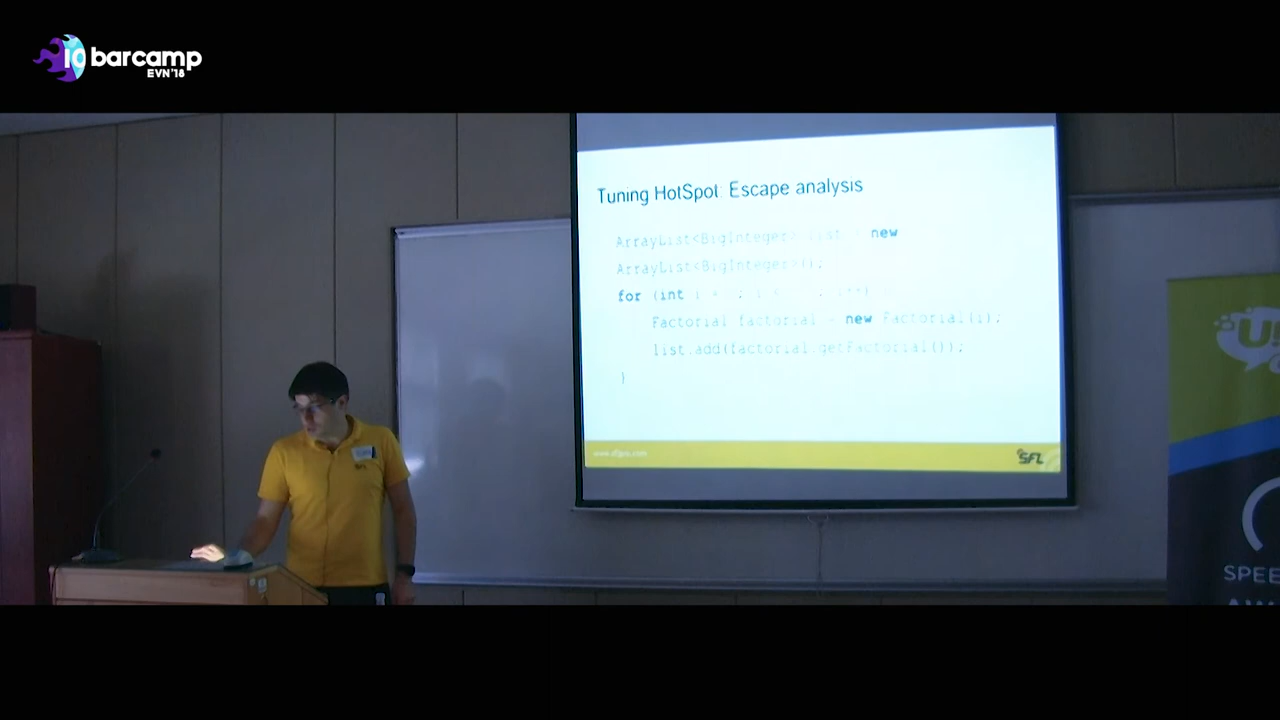 10 barcamp
EVN'18
Tuning HotSpot: Escape analysis
ArrayList<BigInteger> list = new
ArrayList<BigInteger>();
for (int i
Factorial factorial = new Factorial(i);
list.add(factorial.getFactorial());
}
SFL
SPEE